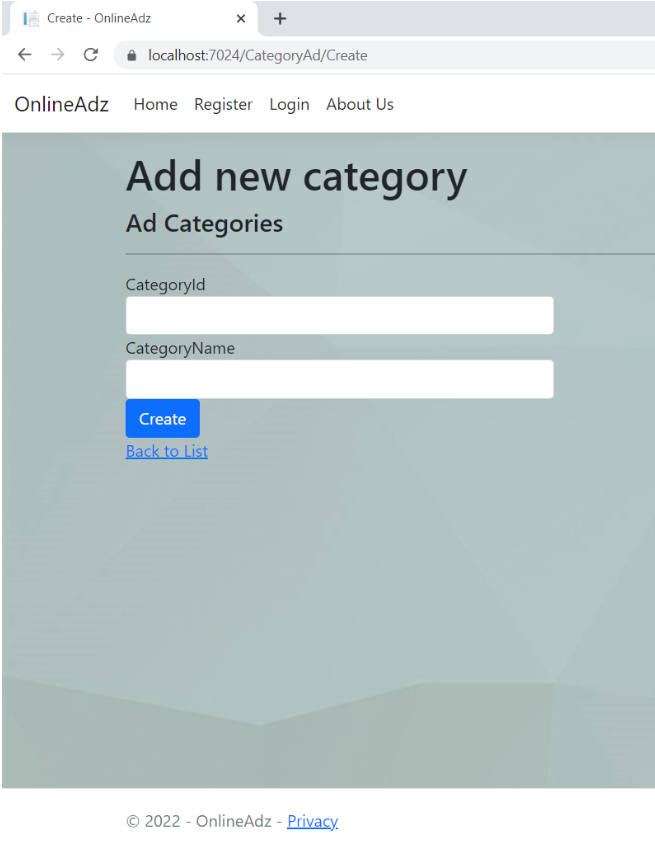 Create - OnlineAdz
localhost:7024/CategoryAd/Create
OnlineAdz Home Register Login About Us
Add new category
Ad Categories
CategoryId
CategoryName
Create
Back to List
© 2022 - OnlineAdz - Privacy